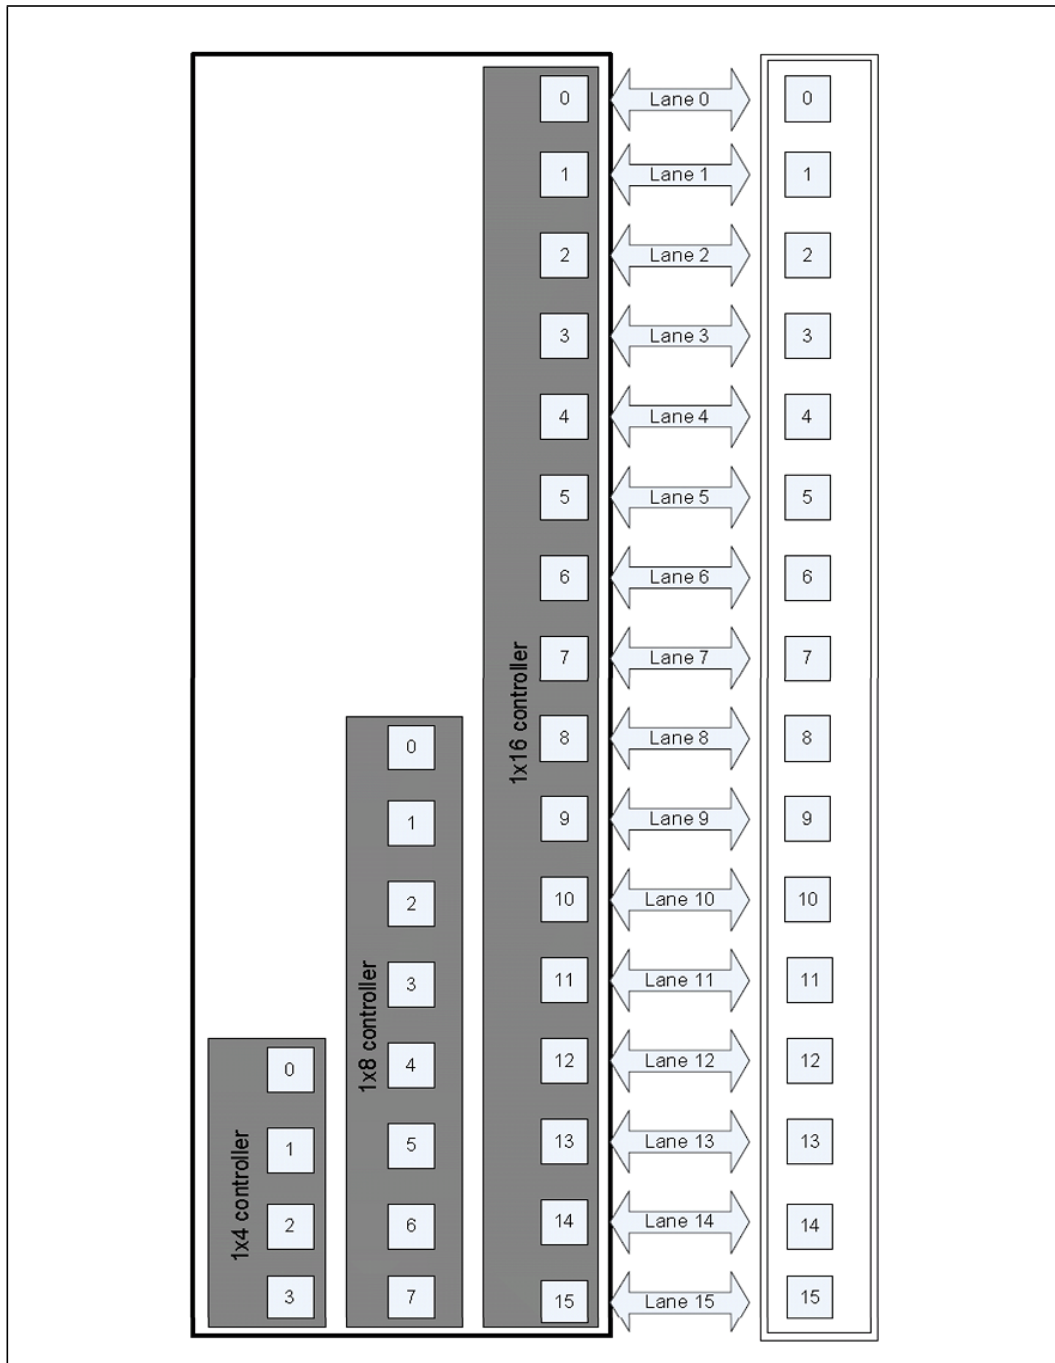 0 Lane 0 0
1 Lane 1 1
2 Lane 2 2
3 Lane 3 3
4 Lane 4 4
5 Lane 5 5
6 Lane 6 6
7 Lane 7 7
1x16 controller
0 8 Lane 8 8
1 9 Lane 9 9
2 10 Lane 10 10
3 11 Lane 11 11
1x8 controller
0 4 12 Lane 12 12
1 5 13 Lane 13 13
1x4 controller
2 6 14 Lane 14 14
3 7 15 Lane 15 15